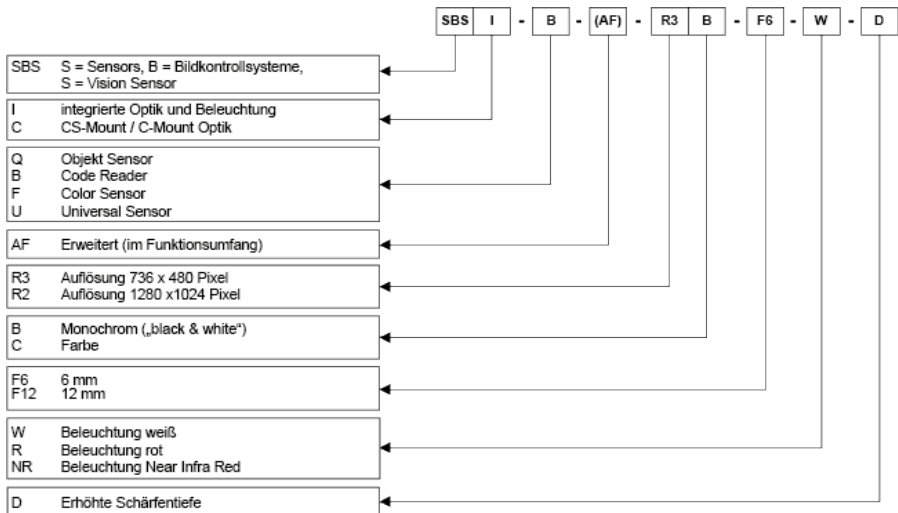 SBS I - B - (AF) - R3 B - F6 - W - D
SBS S = Sensors, B = Bildkontrollsysteme,
S = Vision Sensor
I integrierte Optik und Beleuchtung
C CS-Mount / C-Mount Optik
Q Objekt Sensor
B Code Reader
F Color Sensor
U Universal Sensor
AF Erweitert (im Funktionsumfang)
R3 Auflösung 736 x 480 Pixel
R2 Auflösung 1280 x1024 Pixel
B Monochrom („black & white“)
C Farbe
F6 6 mm
F12 12 mm
W Beleuchtung weiß
R Beleuchtung rot
NR Beleuchtung Near Infra Red
D Erhöhte Schärfentiefe